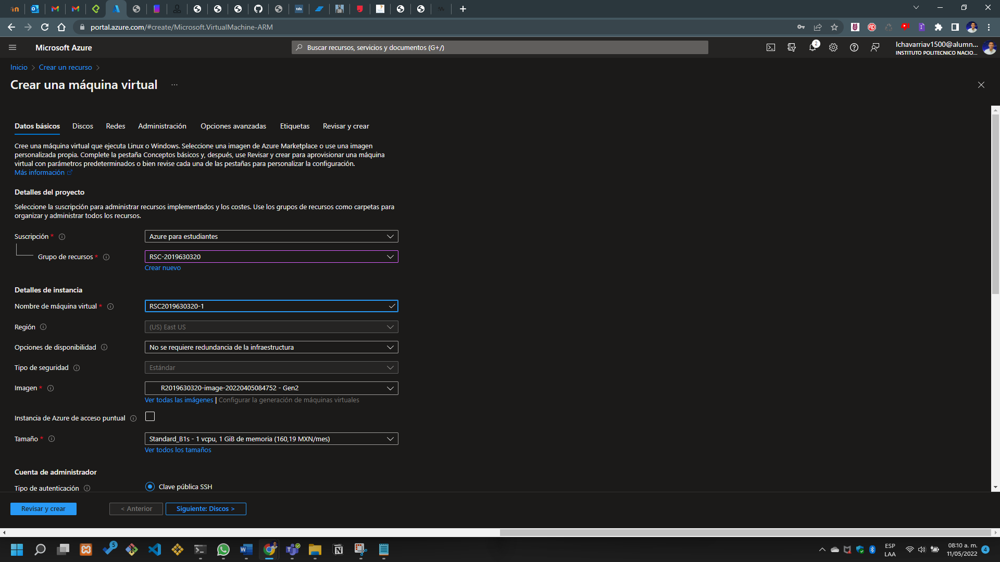 portal.azure.com/#create/Microsoft.VirtualMachine-ARM
Microsoft Azure
Buscar recursos, servicios y documentos (G+/)
2
lchavarriav1500@alumn...
INSTITUTO POLITECNICO NACIO...
Inicio > Crear un recurso >
Crear una máquina virtual ...
Datos básicos Discos Redes Administración Opciones avanzadas Etiquetas Revisar y crear
Cree una máquina virtual que ejecuta Linux o Windows. Seleccione una imagen de Azure Marketplace o use una imagen
personalizada propia. Complete la pestaña Conceptos básicos y, después, use Revisar y crear para aprovisionar una máquina
virtual con parámetros predeterminados o bien revise cada una de las pestañas para personalizar la configuración.
Más información
Detalles del proyecto
Seleccione la suscripción para administrar recursos implementados y los costes. Use los grupos de recursos como carpetas para
organizar y administrar todos los recursos.
Suscripción * Azure para estudiantes
Grupo de recursos * RSC-2019630320
Crear nuevo
Detalles de instancia
Nombre de máquina virtual * RSC2019630320-1
Región (US) East US
Opciones de disponibilidad No se requiere redundancia de la infraestructura
Tipo de seguridad Estándar
Imagen * R2019630320-image-20220405084752 - Gen2
Ver todas las imágenes | Configurar la generación de máquinas virtuales
Instancia de Azure de acceso puntual
Tamaño * Standard_B1s - 1 vcpu, 1 GiB de memoria (160,19 MXN/mes)
Ver todos los tamaños
Cuenta de administrador
Tipo de autenticación Clave pública SSH
Revisar y crear < Anterior Siguiente: Discos >
5
ESP
LAA
08:10 a. m.
11/05/2022
4